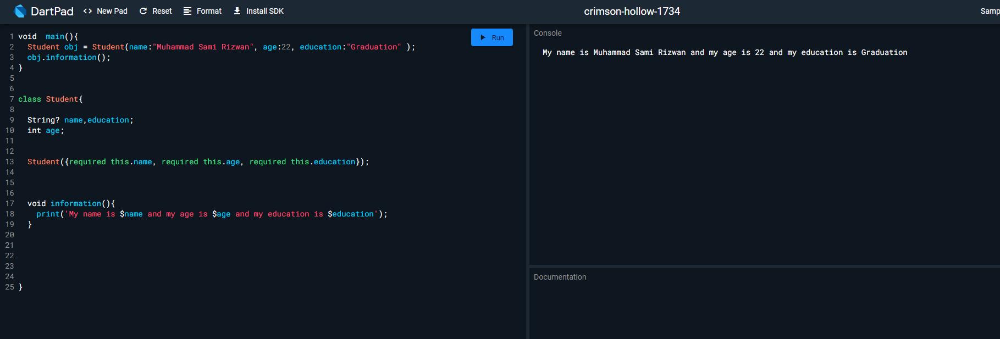 DartPad <> New Pad Reset Format Install SDK crimson-hollow-1734 Samp
Run
1 void  main(){
2   Student obj = Student(name:"Muhammad Sami Rizwan", age:22, education:"Graduation" );
3   obj.information();
4 }
5
6
7 class Student{
8
9   String? name,education;
10   int age;
11
12
13   Student({required this.name, required this.age, required this.education});
14
15
16
17   void information(){
18     print('My name is $name and my age is $age and my education is $education');
19   }
20
21
22
23
24
25 }
Console
My name is Muhammad Sami Rizwan and my age is 22 and my education is Graduation
Documentation